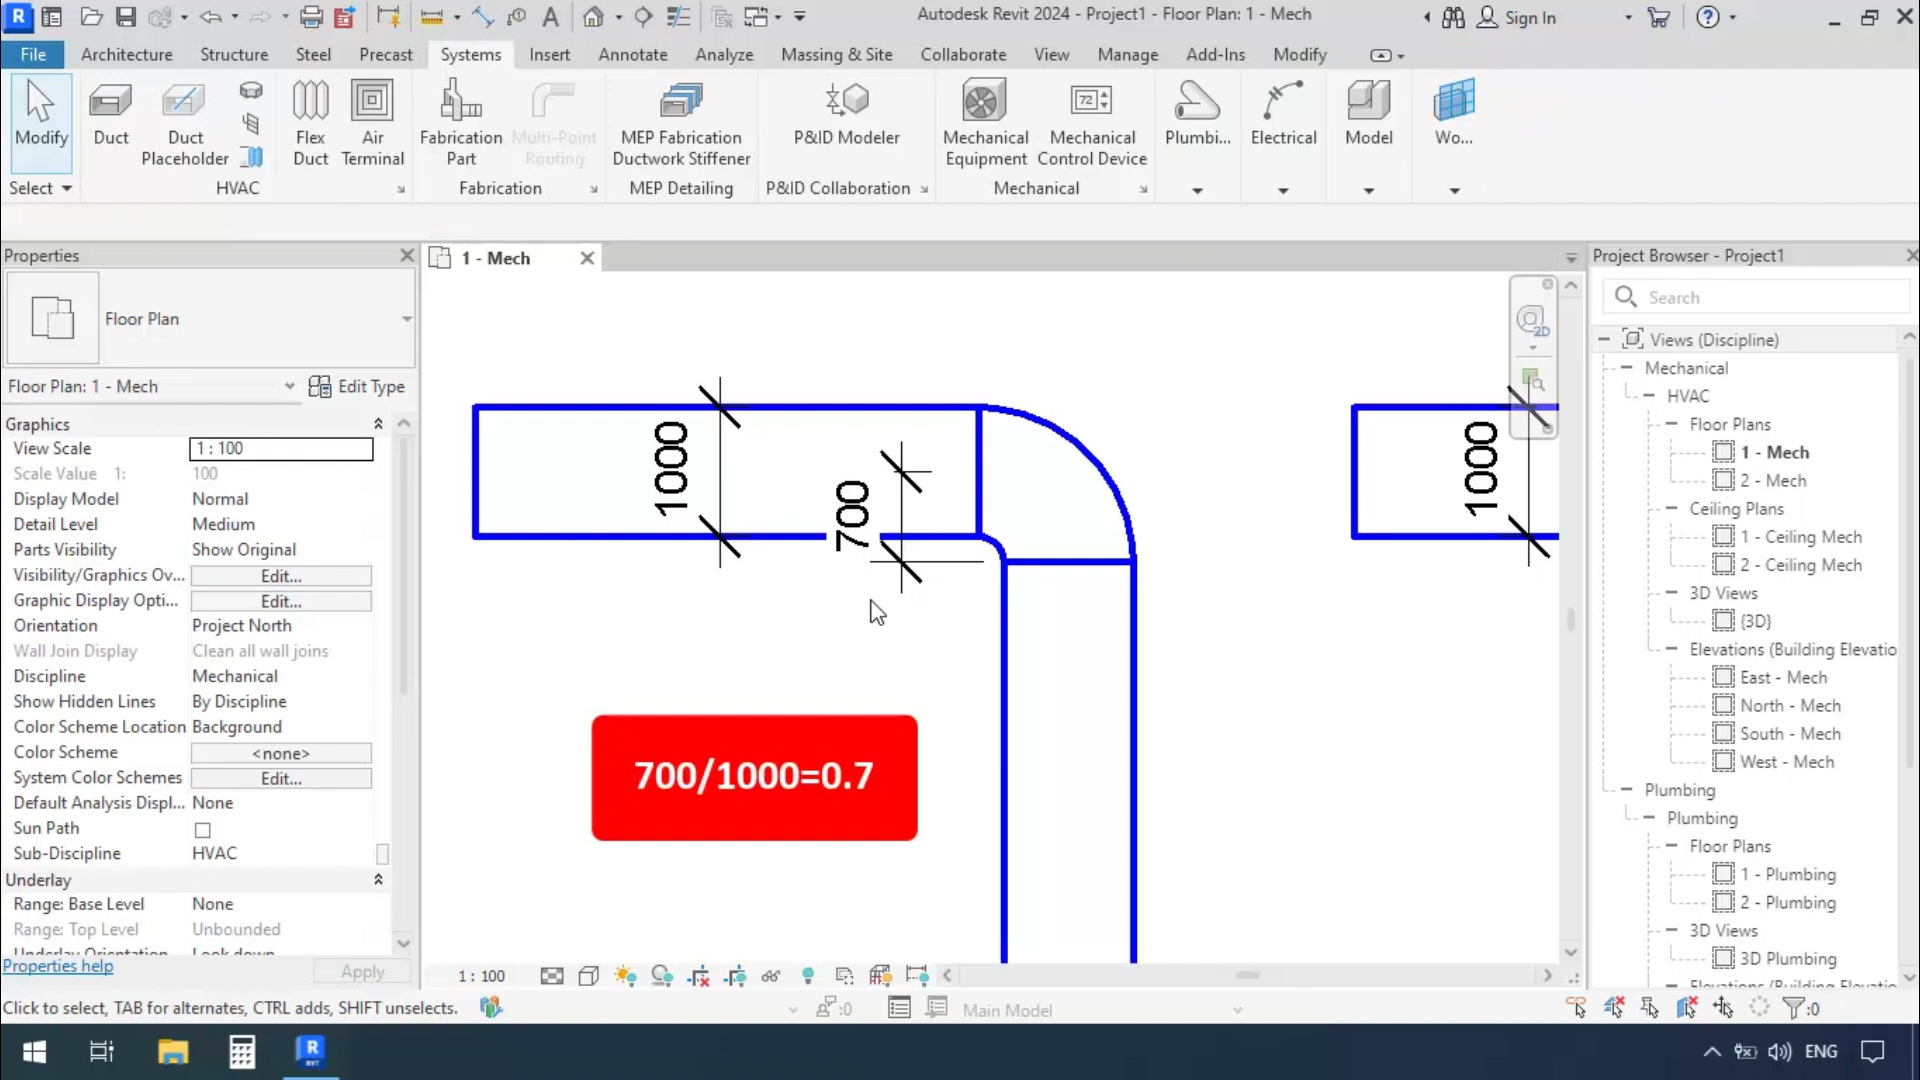 Autodesk Revit 2024 - Project1 - Floor Plan: 1 - Mech
Sign In
File Architecture Structure Steel Precast Systems Insert Annotate Analyze Massing & Site Collaborate View Manage Add-Ins Modify
Modify
Duct
Duct
Placeholder
Flex
Duct
Air
Terminal
Fabrication
Part
Multi-Point
Routing
MEP Fabrication
Ductwork Stiffener
P&ID Modeler
Mechanical
Equipment
72
Mechanical
Control Device
Plumbi...
Electrical
Model
Wo...
Select
HVAC
Fabrication
MEP Detailing
P&ID Collaboration
Mechanical
Properties
Floor Plan
Floor Plan: 1 - Mech
Edit Type
Graphics
View Scale 1 : 100
Scale Value 1: 100
Display Model Normal
Detail Level Medium
Parts Visibility Show Original
Visibility/Graphics Ov... Edit...
Graphic Display Opti... Edit...
Orientation Project North
Wall Join Display Clean all wall joins
Discipline Mechanical
Show Hidden Lines By Discipline
Color Scheme Location Background
Color Scheme <none>
System Color Schemes Edit...
Default Analysis Displ... None
Sun Path
Sub-Discipline HVAC
Underlay
Range: Base Level None
Range: Top Level Unbounded
Underlay Orientation Look down
Properties help
Apply
1 - Mech
2D
1000
700
1000
700/1000=0.7
1 : 100
Project Browser - Project1
Search
Views (Discipline)
Mechanical
HVAC
Floor Plans
1 - Mech
2 - Mech
Ceiling Plans
1 - Ceiling Mech
2 - Ceiling Mech
3D Views
{3D}
Elevations (Building Elevatio
East - Mech
North - Mech
South - Mech
West - Mech
Plumbing
Plumbing
Floor Plans
1 - Plumbing
2 - Plumbing
3D Views
3D Plumbing
Elevations (Building Elevatio
Click to select, TAB for alternates, CTRL adds, SHIFT unselects.
:0
Main Model
:0
ENG